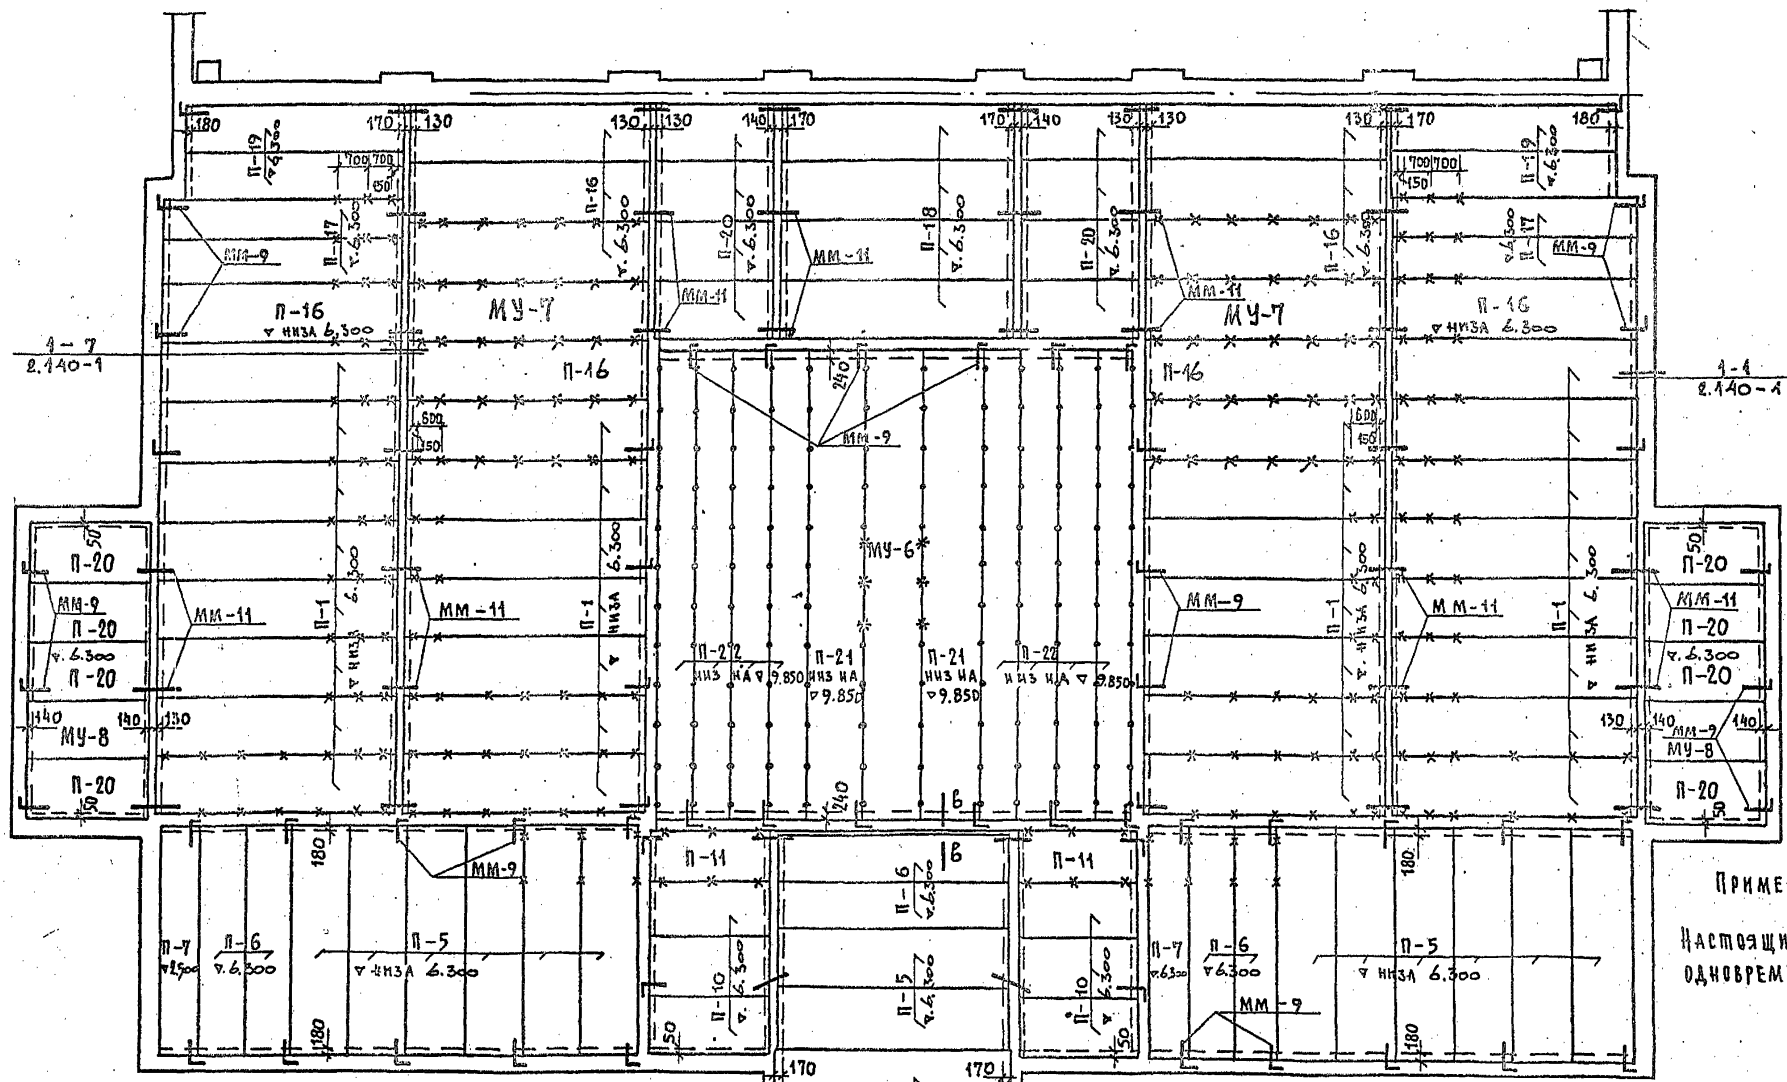 180
170
130
130
130
140
170
170
140
130
130
130
170
180
П-19
▽6.300
700 700
150
П-16
▽.6.300
П-20
▽.6.300
П-18
▽.6.300
П-20
▽.6.300
П-16
▽.6.300
700 700
150
П-19
▽6.300
ММ-9
П-17
▽.6.300
ММ-11
ММ-11
ММ-11
▽6.300
П-17
ММ-9
П-16
▽ НИЗА 6,300
МУ-7
МУ-7
П-16
▽ НИЗА 6.300
1-7
2.140-1
П-16
240
П-16
1-1
2.140-1
600
150
ММ-9
600
150
50
П-20
П-1
▽ НИЗА 6.300
П-1
▽ НИЗА 6.300
МУ-6
П-1
▽. НИЗА 6.300
П-1
▽ НИЗА 6.300
50
П-20
ММ-9
П-20
▽.6.300
П-20
ММ-11
ММ-11
ММ-9
ММ-11
ММ-11
П-20
▽.6.300
П-20
П-22
НИЗ НА ▽9.850
П-21
НИЗ НА
▽9.850
П-21
НИЗ НА
▽9.850
П-22
НИЗ НА ▽ 9.850
140
140
130
МУ-8
130
140
140
ММ-9
МУ-8
П-20
50
240
В
П-20
50
180
ММ-9
П-11
В
П-11
180
П-6
▽.6.300
П-7
П-6
▽.6.300
П-5
▽ НИЗА 6.300
П-10
▽.6.300
П-5
▽.6.300
П-10
▽ 6.300
П-7
▽6.300
П-6
▽6.300
П-5
▽ НИЗА 6.300
ММ-9
180
50
50
180
170
170
ПРИМЕ
НАСТОЯЩИ
ОДНОВРЕМ